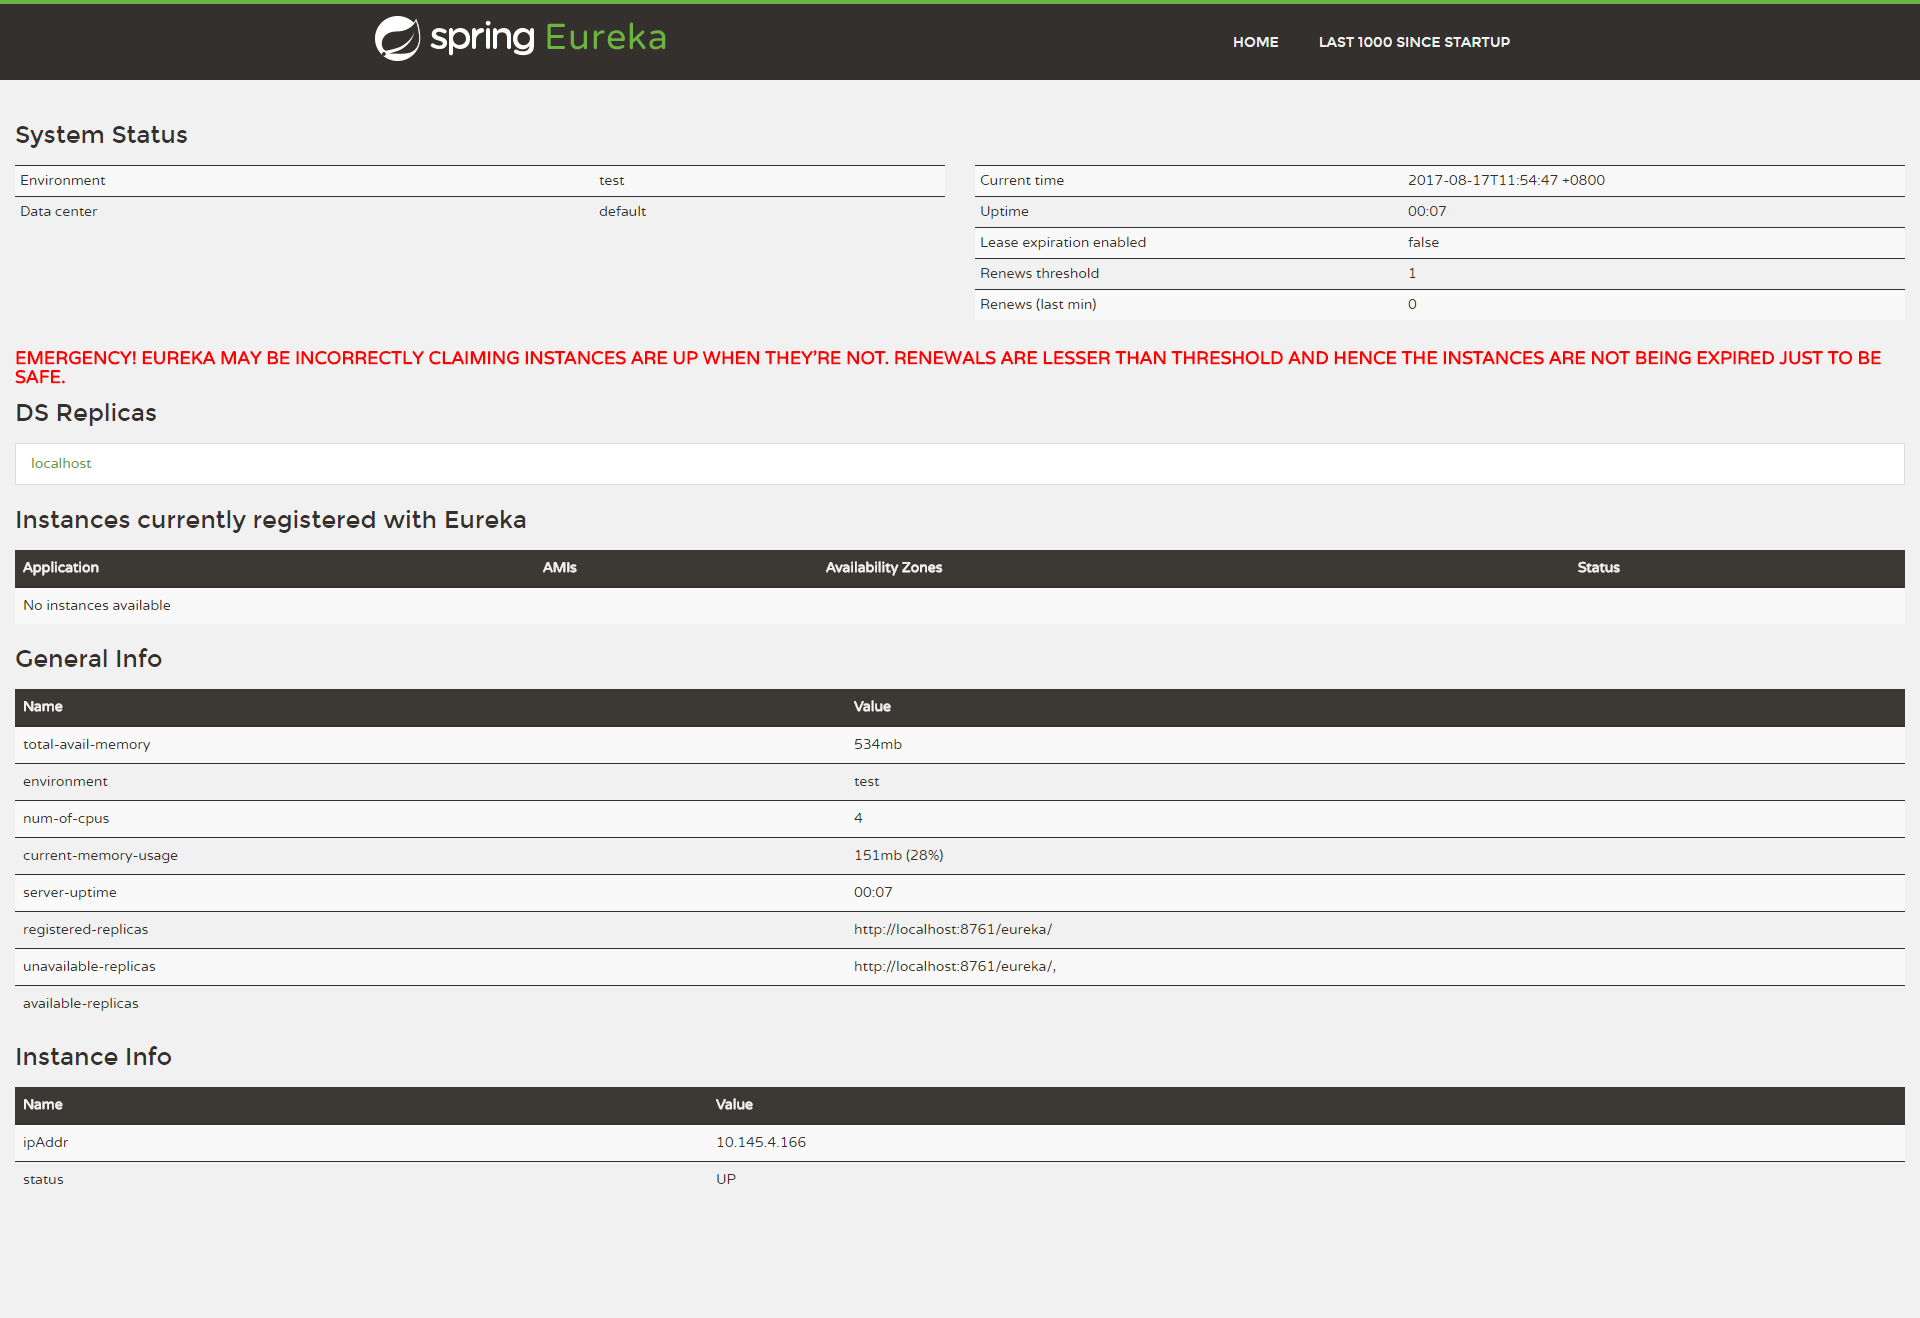 spring Eureka
HOME LAST 1000 SINCE STARTUP
System Status
Environment test
Data center default
Current time 2017-08-17T11:54:47 +0800
Uptime 00:07
Lease expiration enabled false
Renews threshold 1
Renews (last min) 0
EMERGENCY! EUREKA MAY BE INCORRECTLY CLAIMING INSTANCES ARE UP WHEN THEY'RE NOT. RENEWALS ARE LESSER THAN THRESHOLD AND HENCE THE INSTANCES ARE NOT BEING EXPIRED JUST TO BE
SAFE.
DS Replicas
localhost
Instances currently registered with Eureka
Application AMIs Availability Zones Status
No instances available
General Info
Name Value
total-avail-memory 534mb
environment test
num-of-cpus 4
current-memory-usage 151mb (28%)
server-uptime 00:07
registered-replicas http://localhost:8761/eureka/
unavailable-replicas http://localhost:8761/eureka/,
available-replicas
Instance Info
Name Value
ipAddr 10.145.4.166
status UP